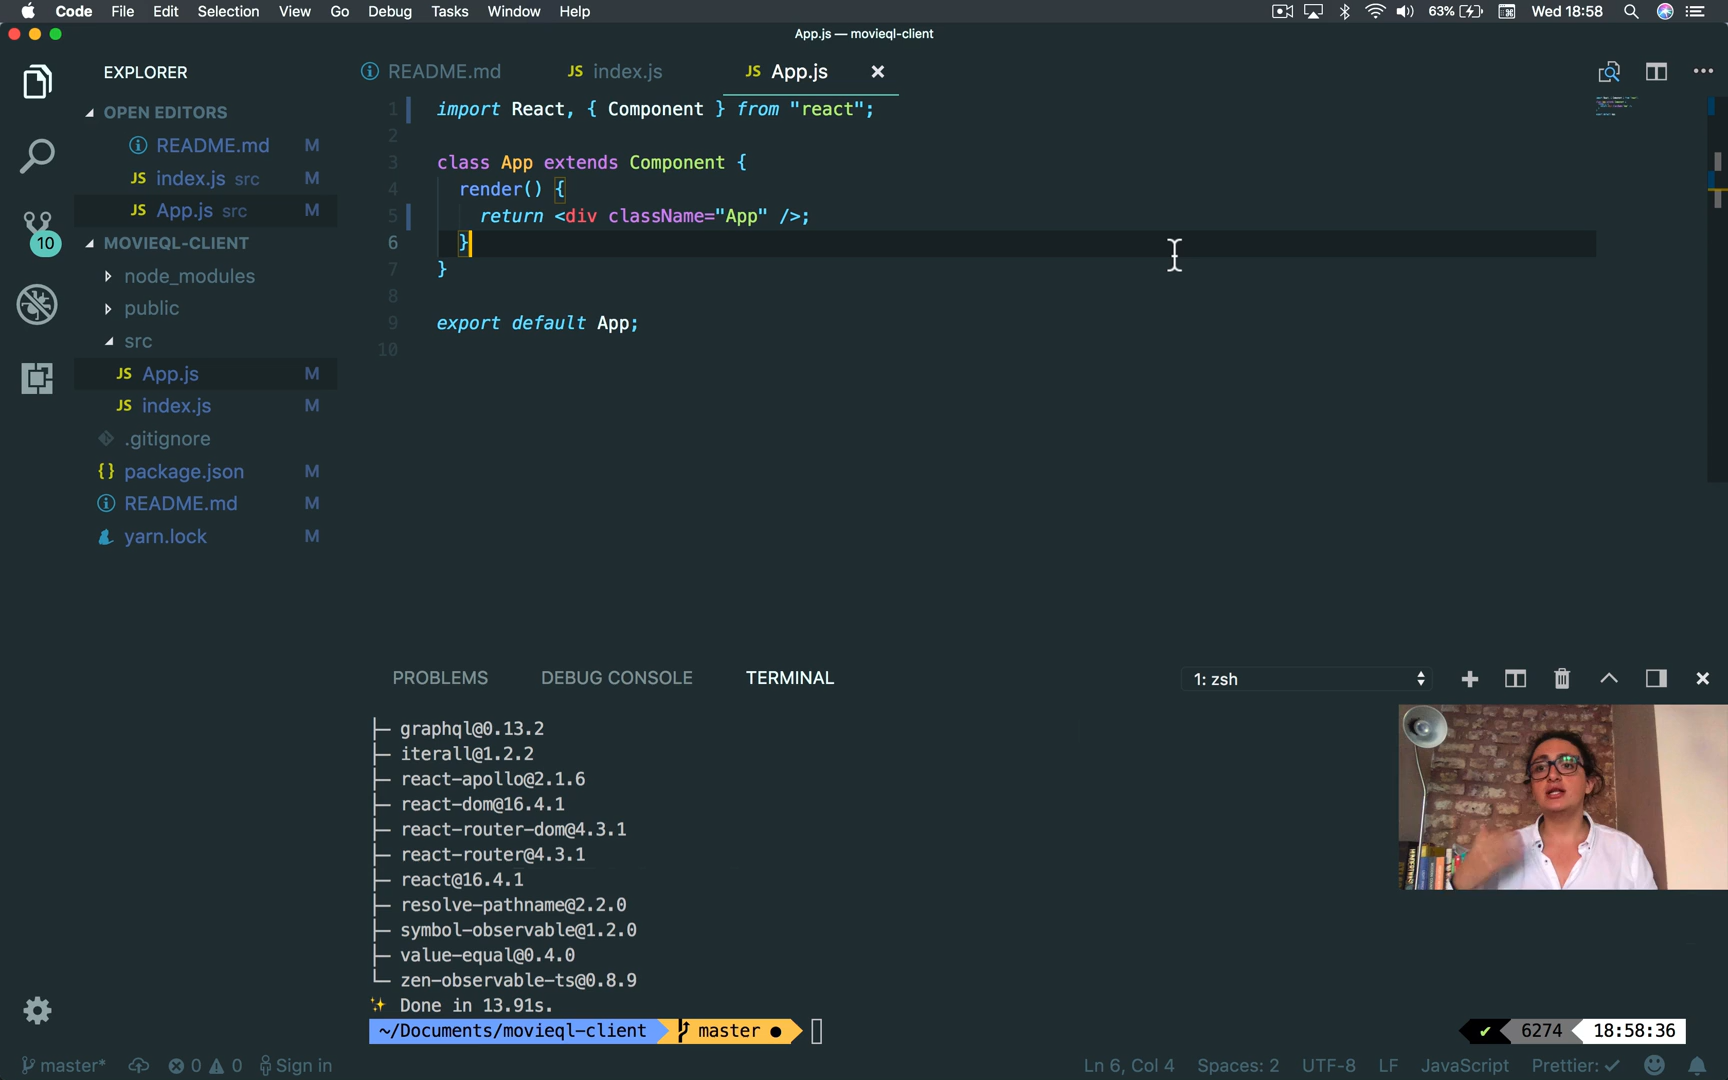 Code File Edit Selection View Go Debug Tasks Window Help 63% Wed 18:58
App.js — movieql-client
EXPLORER
OPEN EDITORS
README.md M
index.js src M
App.js src M
10
MOVIEQL-CLIENT
node_modules
public
src
JS App.js M
JS index.js M
.gitignore
{} package.json M
README.md M
yarn.lock M
README.md JS index.js JS App.js
1 import React, { Component } from "react";
2
3 class App extends Component {
4 render() {
5 return <div className="App" />;
6 }
7 }
8
9 export default App;
10
PROBLEMS DEBUG CONSOLE TERMINAL 1: zsh
├─ graphql@0.13.2
├─ iterall@1.2.2
├─ react-apollo@2.1.6
├─ react-dom@16.4.1
├─ react-router-dom@4.3.1
├─ react-router@4.3.1
├─ react@16.4.1
├─ resolve-pathname@2.2.0
├─ symbol-observable@1.2.0
├─ value-equal@0.4.0
└─ zen-observable-ts@0.8.9
✨ Done in 13.91s.
~/Documents/movieql-client master ● ✔ 6274 18:58:36
master* 0 0 Sign in Ln 6, Col 4 Spaces: 2 UTF-8 LF JavaScript Prettier: ✓